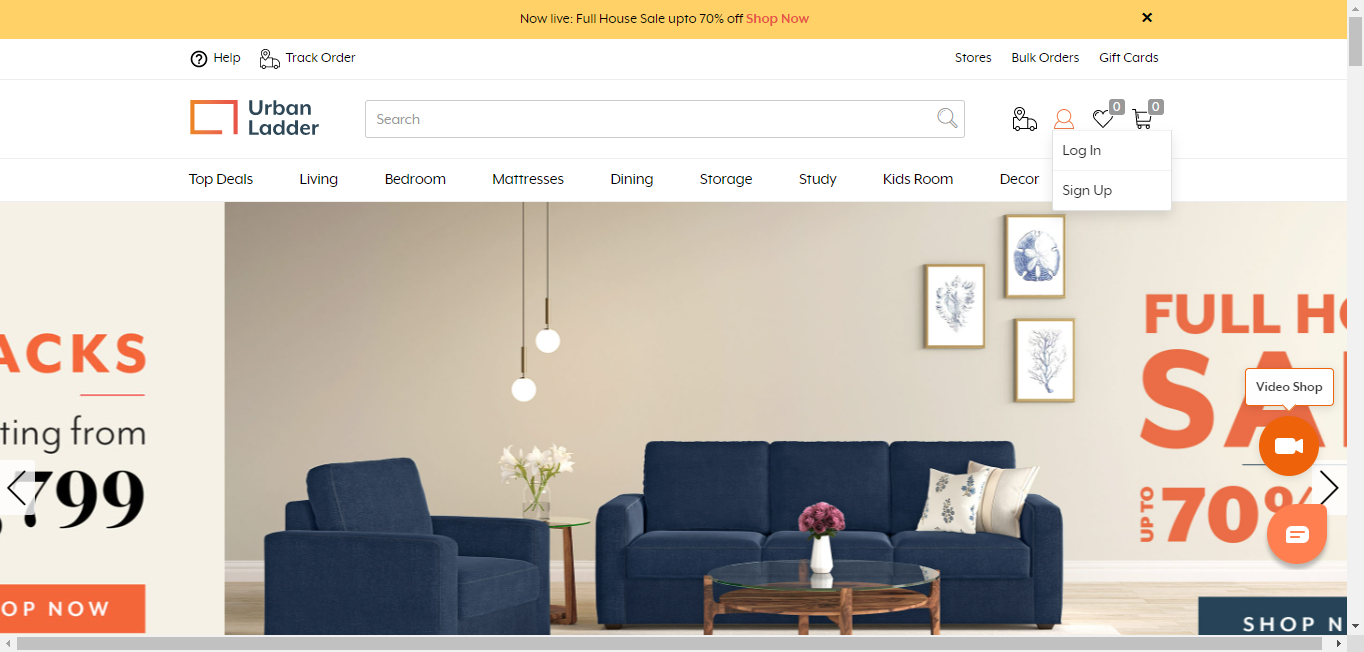 Now live: Full House Sale upto 70% off Shop Now
Help
Track Order
Stores
Bulk Orders
Gift Cards
Urban
Ladder
Search
0
0
Log In
Sign Up
Top Deals
Living
Bedroom
Mattresses
Dining
Storage
Study
Kids Room
Decor
ACKS
ting from
,799
OP NOW
FULL HO
SAL
UP TO 70%
Video Shop
SHOP N